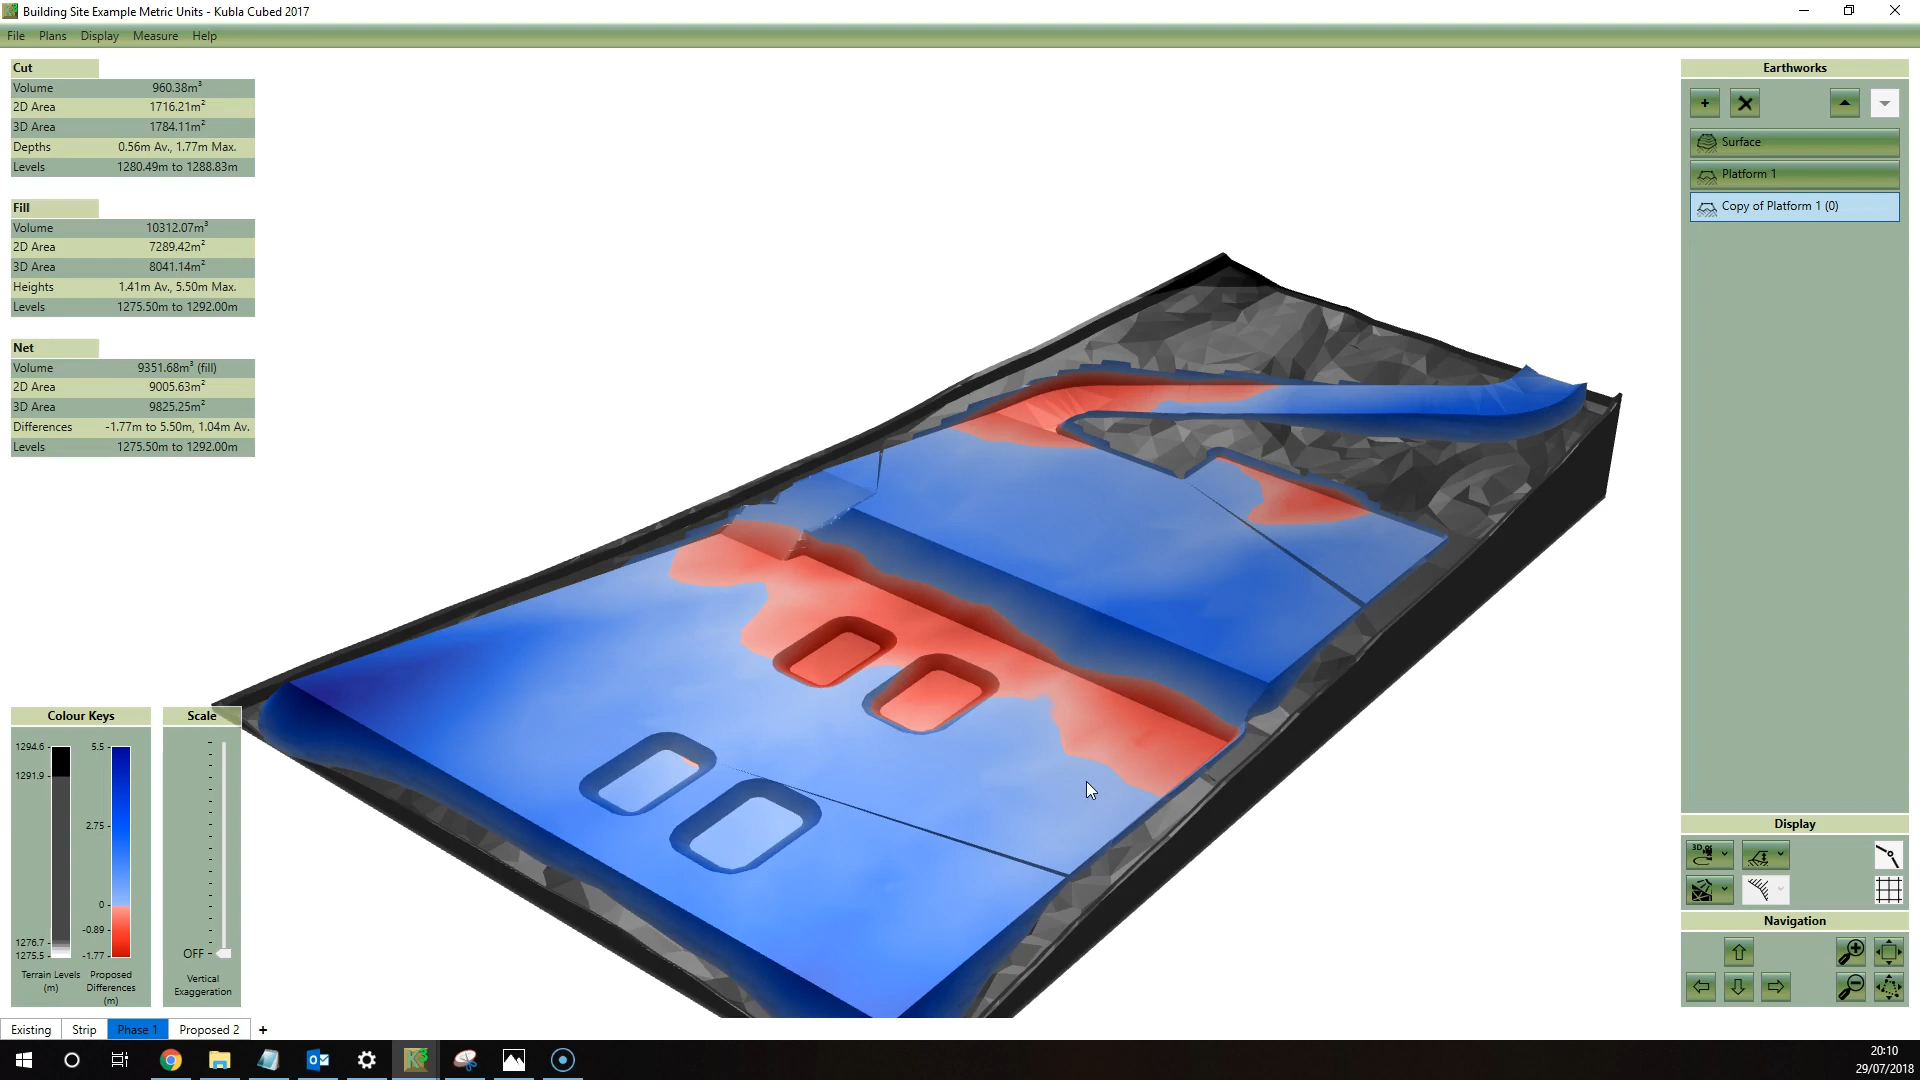 Building Site Example Metric Units - Kubla Cubed 2017
File Plans Display Measure Help
Cut
Volume 960.38m³
2D Area 1716.21m²
3D Area 1784.11m²
Depths 0.56m Av., 1.77m Max.
Levels 1280.49m to 1288.83m
Fill
Volume 10312.07m³
2D Area 7289.42m²
3D Area 8041.14m²
Heights 1.41m Av., 5.50m Max.
Levels 1275.50m to 1292.00m
Net
Volume 9351.68m³ (fill)
2D Area 9005.63m²
3D Area 9825.25m²
Differences -1.77m to 5.50m, 1.04m Av.
Levels 1275.50m to 1292.00m
Earthworks
Surface
Platform 1
Copy of Platform 1 (0)
Colour Keys
1294.6
1291.9
1276.7
1275.5
5.5
2.75
0
-0.89
-1.77
Terrain Levels
(m)
Proposed
Differences
(m)
Scale
OFF
Vertical
Exaggeration
Display
3D
Navigation
Existing Strip Phase 1 Proposed 2 +
20:10
29/07/2018